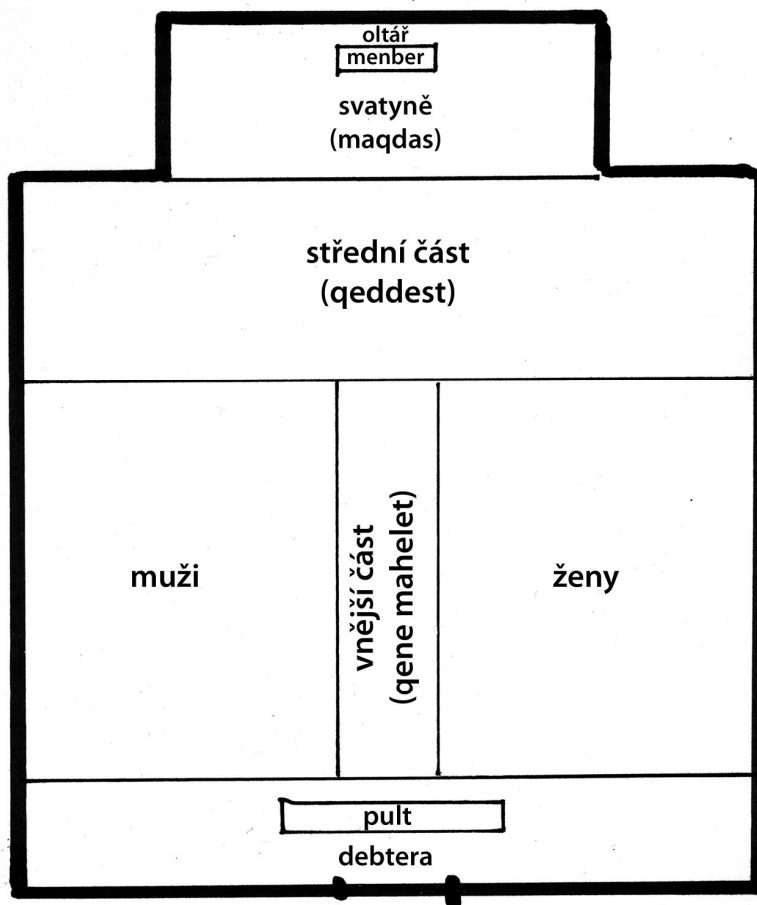 oltář
menber
svatyně
(maqdas)
střední část
(qeddest)
muži
vnější část
(qene mahelet)
ženy
pult
debtera